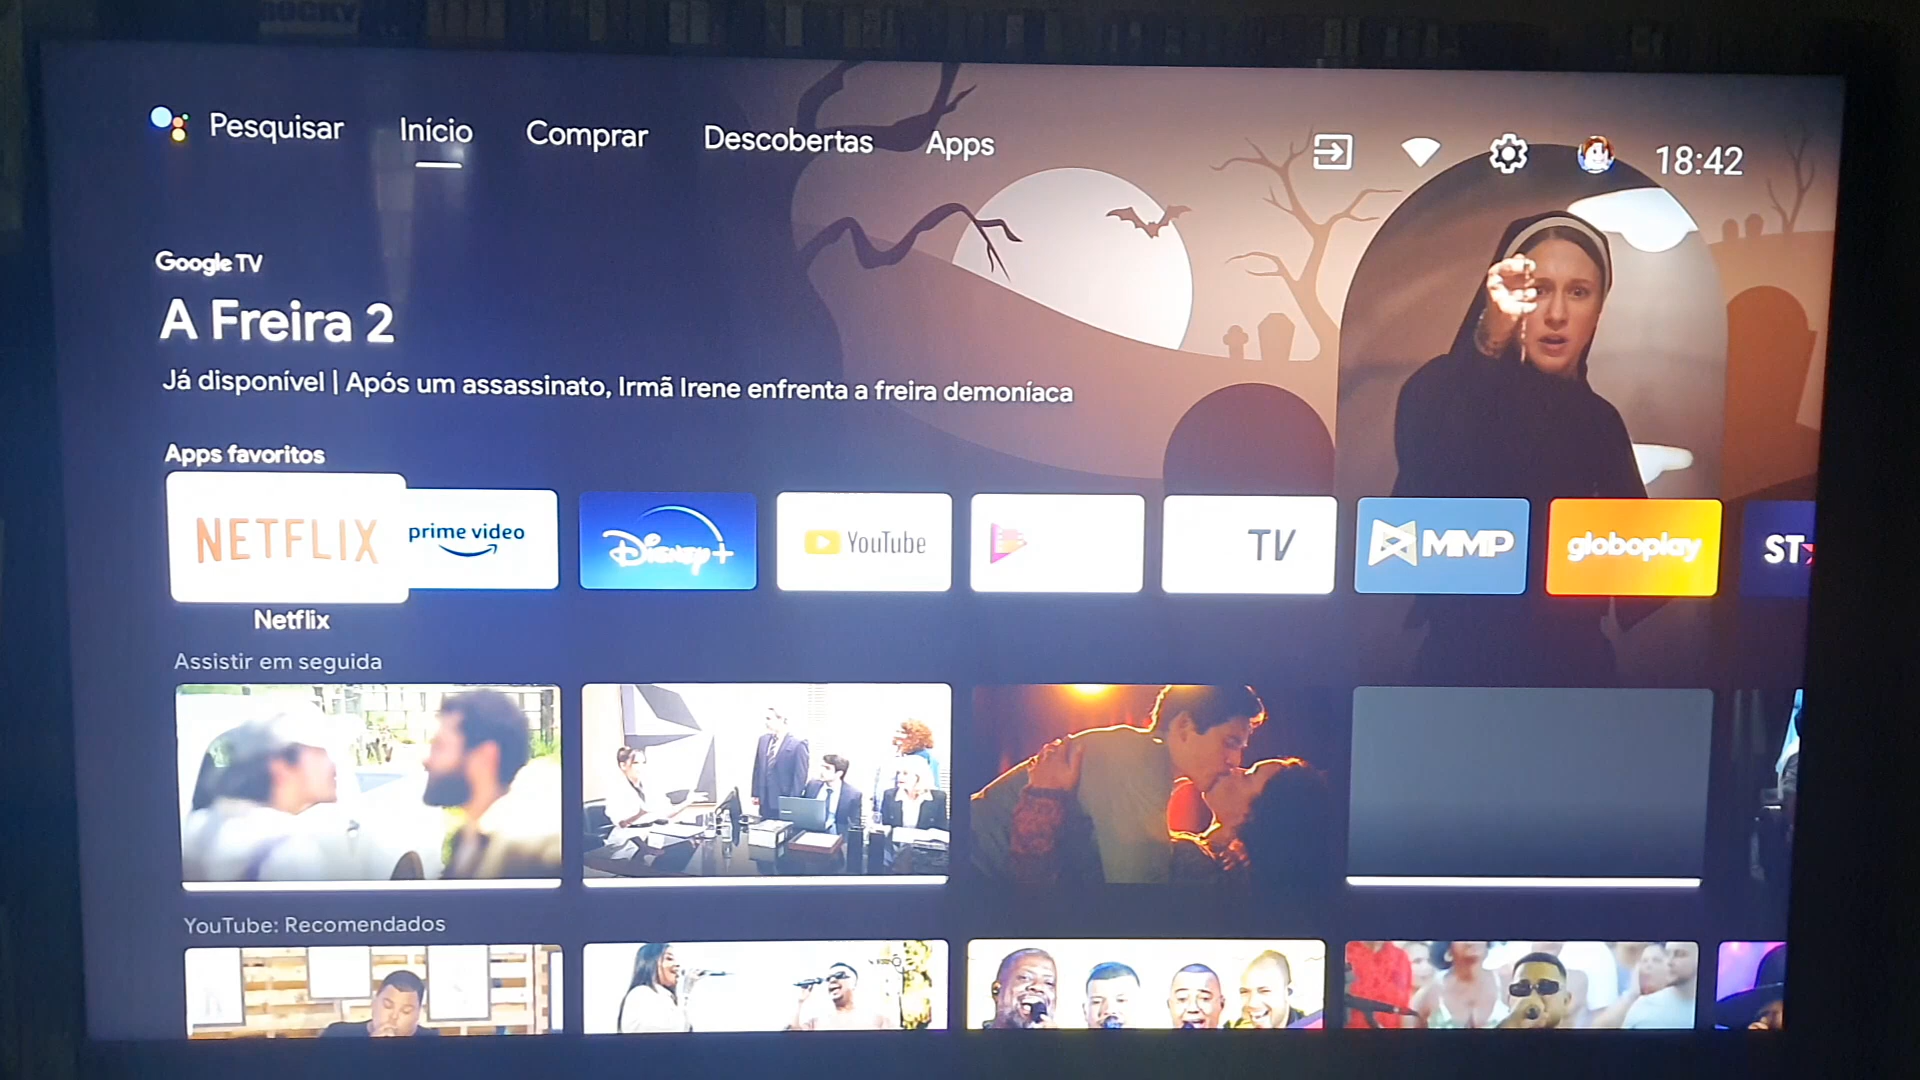 Pesquisar Início Comprar Descobertas Apps 18:42
Google TV
A Freira 2
Já disponível | Após um assassinato, Irmã Irene enfrenta a freira demoníaca
Apps favoritos
NETFLIX prime video Disney+ YouTube TV MMP globoplay ST
Netflix
Assistir em seguida
YouTube: Recomendados